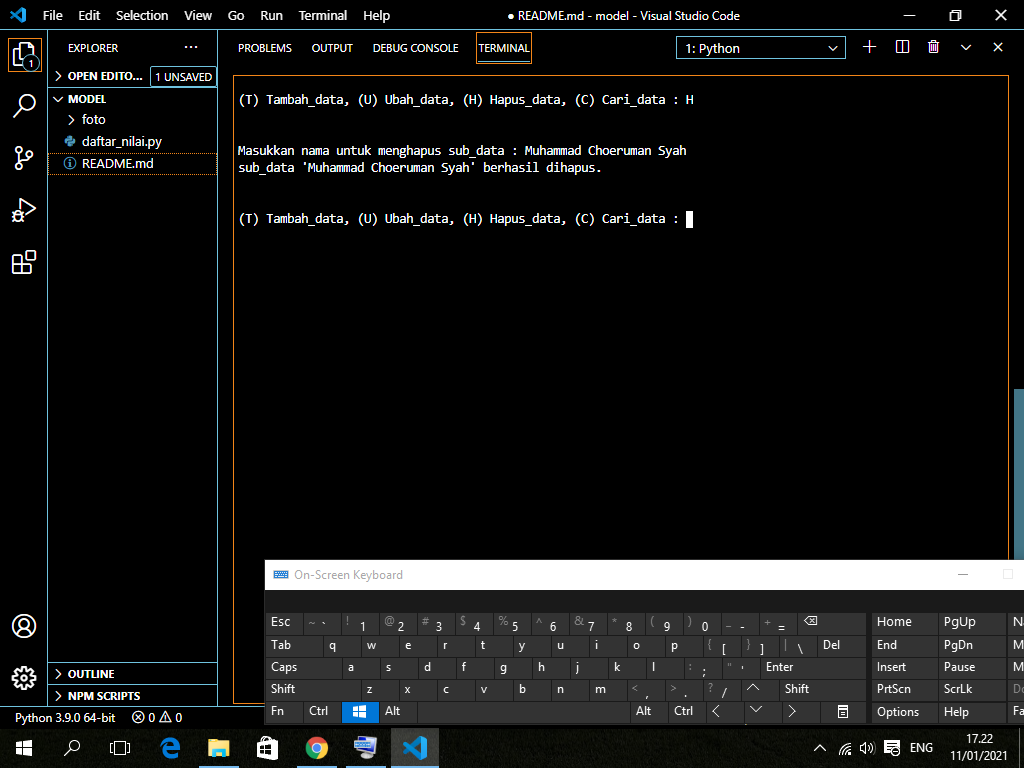 File Edit Selection View Go Run Terminal Help ● README.md - model - Visual Studio Code
EXPLORER ... PROBLEMS OUTPUT DEBUG CONSOLE TERMINAL 1: Python
1
OPEN EDITO... 1 UNSAVED
MODEL
foto
daftar_nilai.py
README.md
(T) Tambah_data, (U) Ubah_data, (H) Hapus_data, (C) Cari_data : H
Masukkan nama untuk menghapus sub_data : Muhammad Choeruman Syah
sub_data 'Muhammad Choeruman Syah' berhasil dihapus.
(T) Tambah_data, (U) Ubah_data, (H) Hapus_data, (C) Cari_data :
OUTLINE
NPM SCRIPTS
Python 3.9.0 64-bit 0 0
On-Screen Keyboard
Esc ~ ` ! 1 @ 2 # 3 $ 4 % 5 ^ 6 & 7 * 8 ( 9 ) 0 _ - + = Home PgUp
Tab q w e r t y u i o p { [ } ] | \ Del End PgDn
Caps a s d f g h j k l : ; " ' Enter Insert Pause
Shift z x c v b n m < , > . ? / Shift PrtScn ScrLk
Fn Ctrl Alt Alt Ctrl Options Help
ENG 17.22
11/01/2021